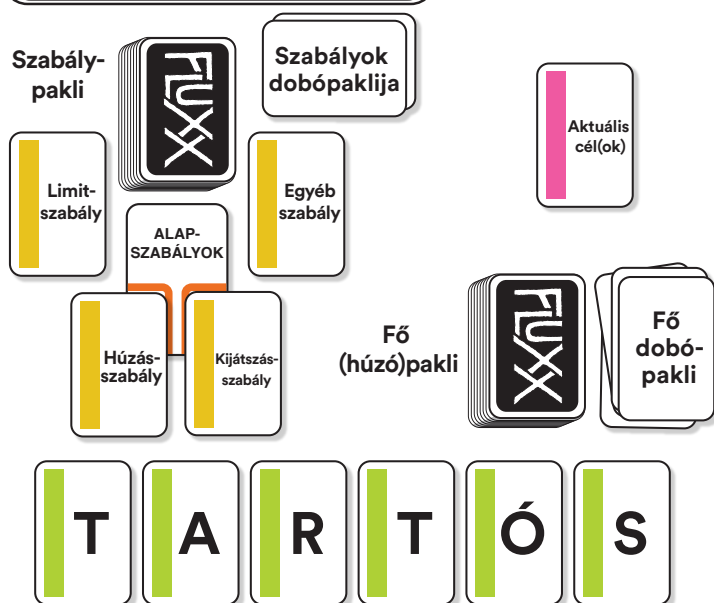 Szabály-
pakli
FLUXX
Szabályok
dobópaklija
Aktuális
cél(ok)
Limit-
szabály
Egyéb
szabály
ALAP-
SZABÁLYOK
Húzás-
szabály
Kijátszás-
szabály
Fő
(húzó)pakli
FLUXX
Fő
dobó-
pakli
T A R T Ó S